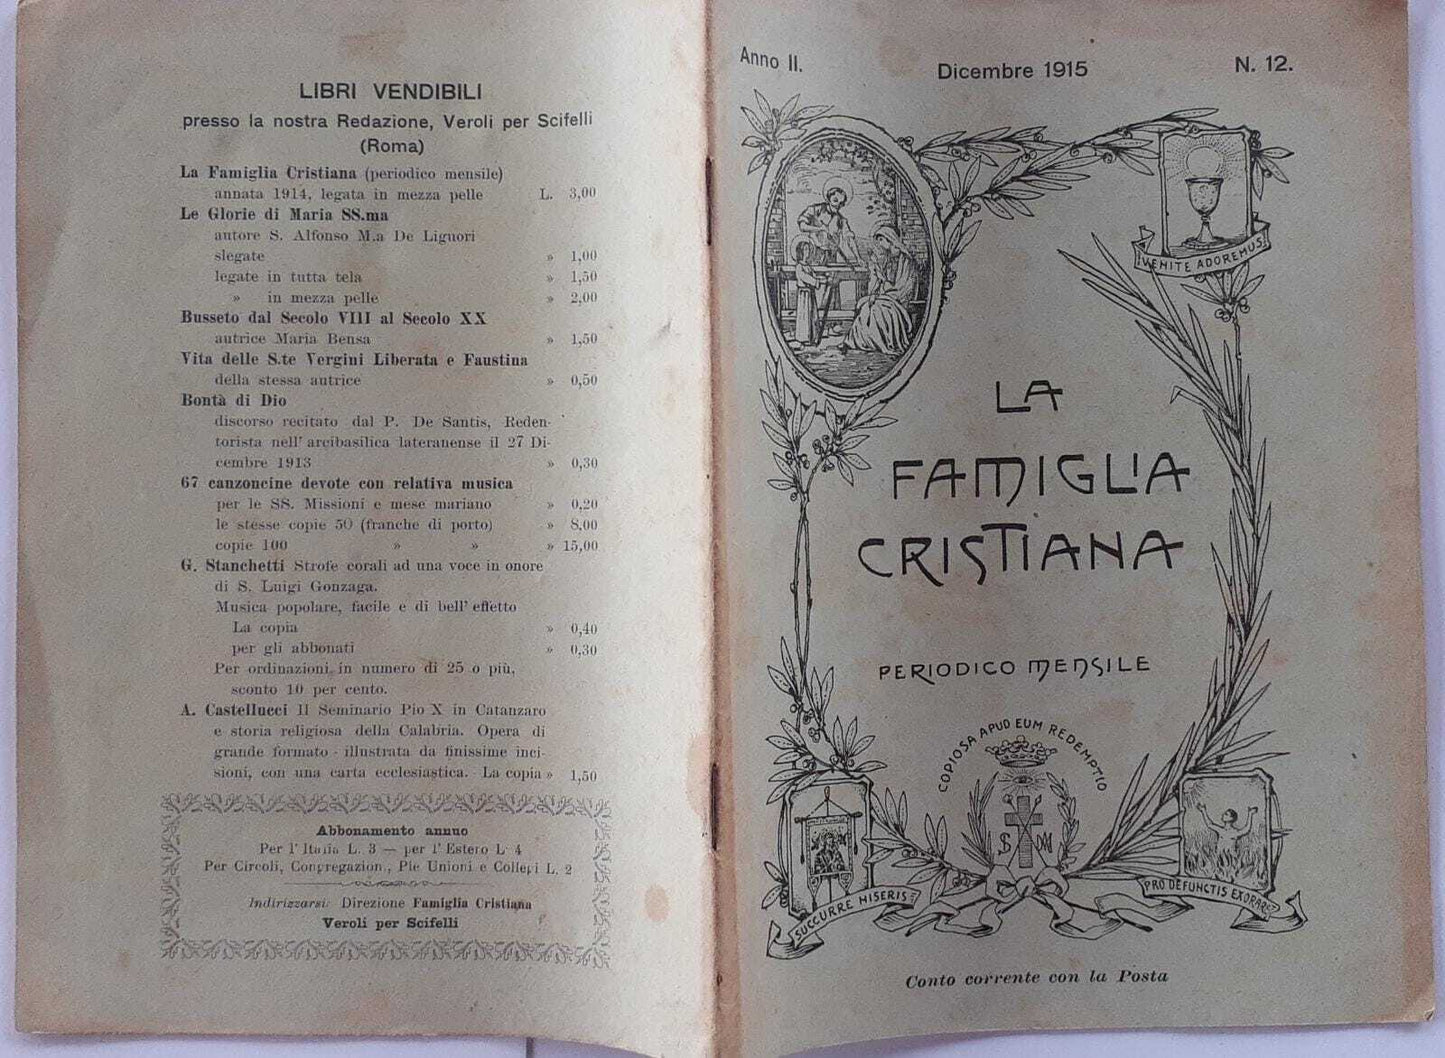 LIBRI VENDIBILI
presso la nostra Redazione, Veroli per Scifelli
(Roma)
La Famiglia Cristiana (periodico mensile)
annata 1914, legata in mezza pelle L. 3,00
Le Glorie di Maria SS.ma
autore S. Alfonso M.a De Liguori
slegate » 1,00
legate in tutta tela » 1,50
» in mezza pelle » 2,00
Busseto dal Secolo VIII al Secolo XX
autrice Maria Bensa » 1,50
Vita delle S.te Vergini Liberata e Faustina
della stessa autrice » 0,50
Bontà di Dio
discorso recitato dal P. De Santis, Reden-
torista nell' arcibasilica lateranense il 27 Di-
cembre 1913 » 0,30
67 canzoncine devote con relativa musica
per le SS. Missioni e mese mariano » 0,20
le stesse copie 50 (franche di porto) » 8,00
copie 100 » » » 15,00
G. Stanchetti Strofe corali ad una voce in onore
di S. Luigi Gonzaga.
Musica popolare, facile e di bell' effetto
La copia » 0,40
per gli abbonati » 0,30
Per ordinazioni in numero di 25 o più,
sconto 10 per cento.
A. Castellucci Il Seminario Pio X in Catanzaro
e storia religiosa della Calabria. Opera di
grande formato - illustrata da finissime inci-
sioni, con una carta ecclesiastica. La copia » 1,50
Abbonamento annuo
Per l' Italia L. 3 — per l' Estero L. 4
Per Circoli, Congregazion., Pie Unioni e Collegi L. 2
Indirizzarsi: Direzione Famiglia Cristiana
Veroli per Scifelli
Anno II.
Dicembre 1915
N. 12.
VENITE ADOREMUS
LA
FAMIGLIA
CRISTIANA
PERIODICO MENSILE
COPIOSA APUD EUM REDEMPTIO
SUCCURRE MISERIS
PRO DEFUNCTIS EXORARE
Conto corrente con la Posta